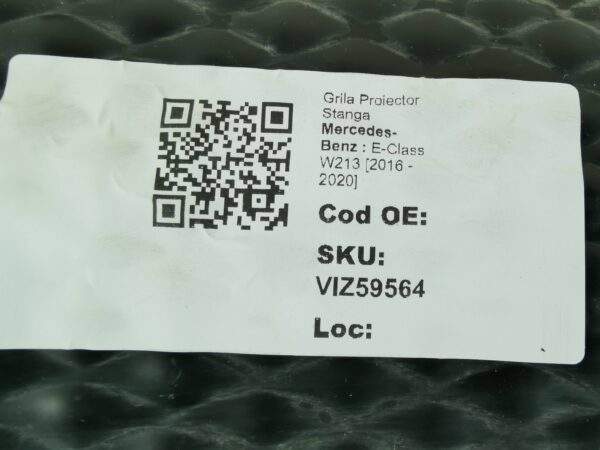 Grila Proiector
Stanga
Mercedes-
Benz : E-Class
W213 [2016 -
2020]
Cod OE:
SKU:
VIZ59564
Loc: